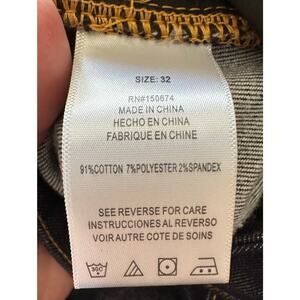 SIZE: 32
RN#150674
MADE IN CHINA
HECHO EN CHINA
FABRIQUE EN CHINE
91%COTTON 7%POLYESTER 2%SPANDEX
SEE REVERSE FOR CARE
INSTRUCCIONES AL REVERSO
VOIR AUTRE COTE DE SOINS
30C